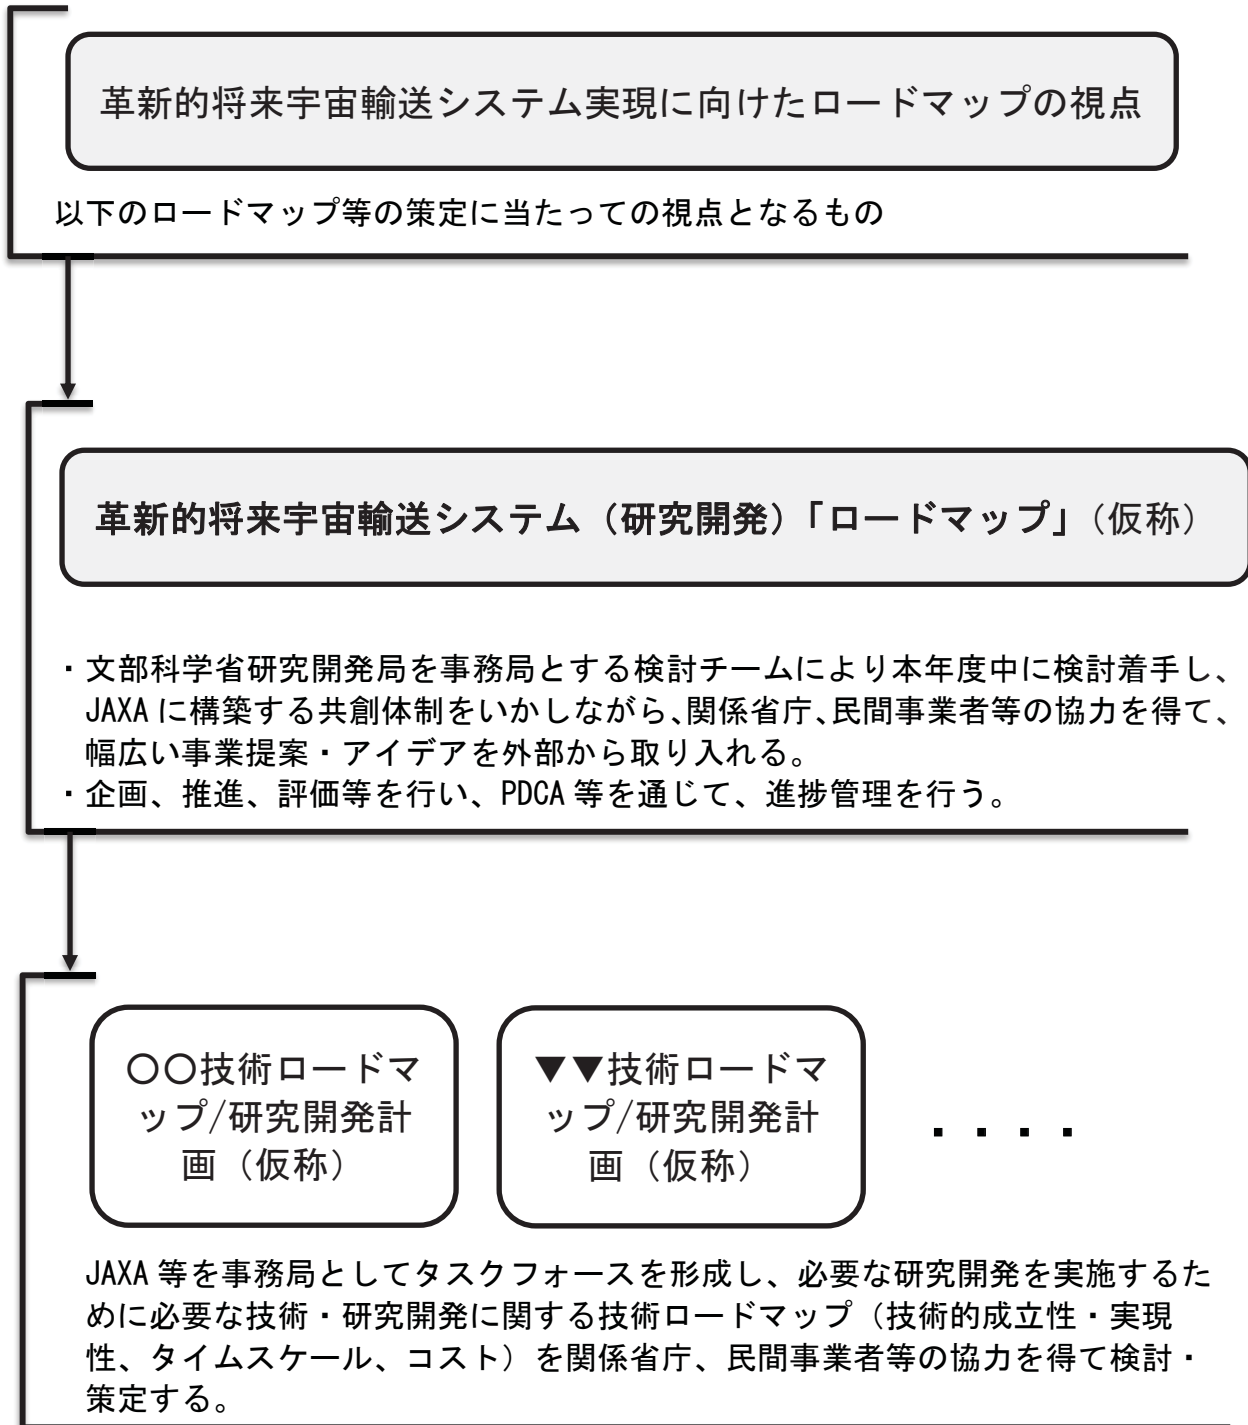 革新的将来宇宙輸送システム実現に向けたロードマップの視点
以下のロードマップ等の策定に当たっての視点となるもの
革新的将来宇宙輸送システム（研究開発）「ロードマップ」（仮称）
・文部科学省研究開発局を事務局とする検討チームにより本年度中に検討着手し、
JAXAに構築する共創体制をいかしながら、関係省庁、民間事業者等の協力を得て、
幅広い事業提案・アイデアを外部から取り入れる。
・企画、推進、評価等を行い、PDCA等を通じて、進捗管理を行う。
〇〇技術ロードマ
ップ/研究開発計
画（仮称）
▼▼技術ロードマ
ップ/研究開発計
画（仮称）
・・・・
JAXA等を事務局としてタスクフォースを形成し、必要な研究開発を実施するた
めに必要な技術・研究開発に関する技術ロードマップ（技術的成立性・実現
性、タイムスケール、コスト）を関係省庁、民間事業者等の協力を得て検討・
策定する。